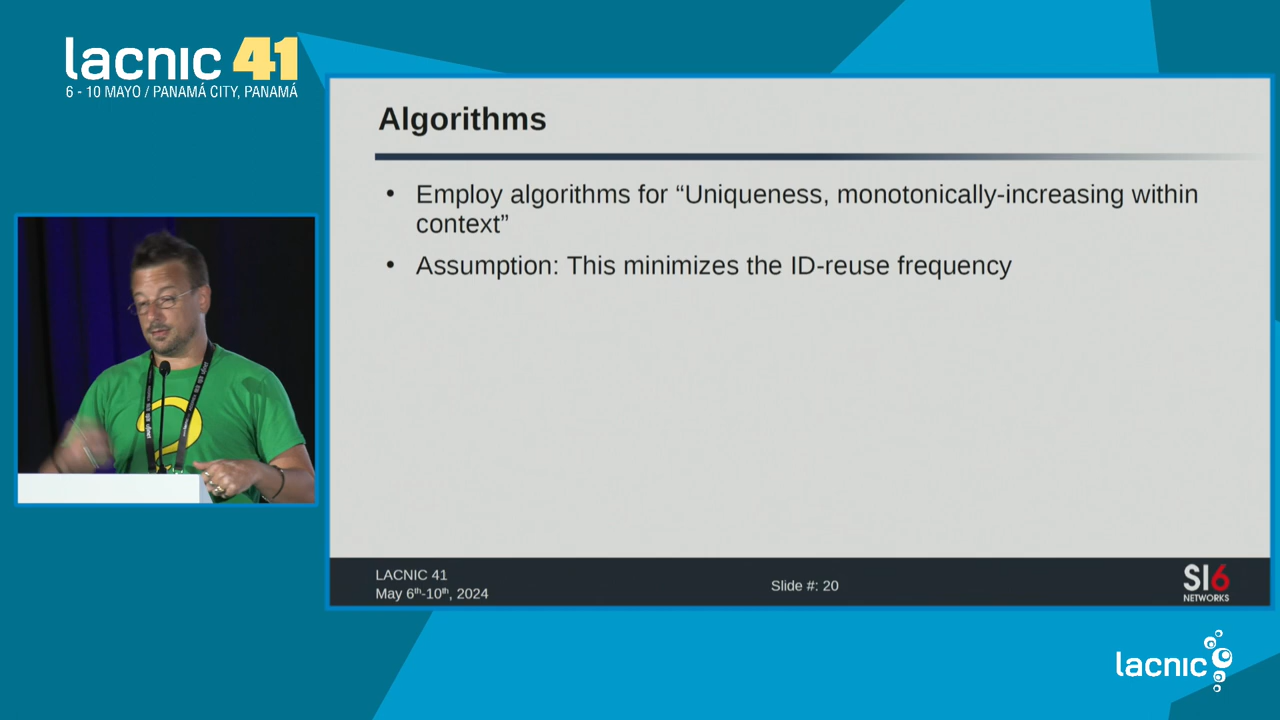 lacnic 41
6 - 10 MAYO / PANAMÁ CITY, PANAMÁ
Algorithms
• Employ algorithms for “Uniqueness, monotonically-increasing within
context”
• Assumption: This minimizes the ID-reuse frequency
LACNIC 41
May 6th-10th, 2024
Slide #: 20
SI6
NETWORKS
lacnic